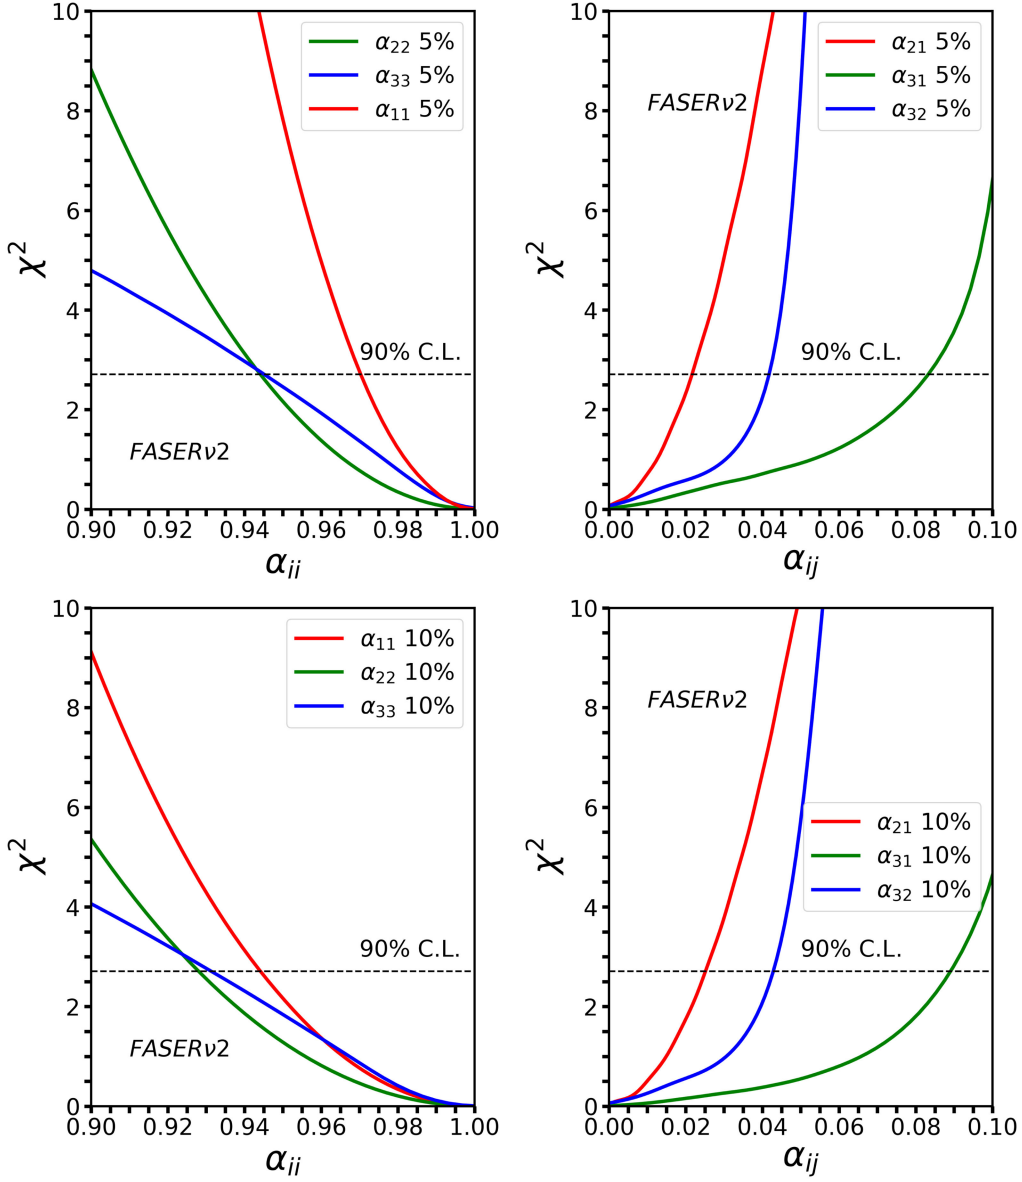 10
8
6
4
2
0
χ²
α₂₂ 5%
α₃₃ 5%
α₁₁ 5%
90% C.L.
FASERν2
0.90 0.92 0.94 0.96 0.98 1.00
αᵢᵢ
10
8
6
4
2
0
χ²
FASERν2
α₂₁ 5%
α₃₁ 5%
α₃₂ 5%
90% C.L.
0.00 0.02 0.04 0.06 0.08 0.10
αᵢⱼ
10
8
6
4
2
0
χ²
α₁₁ 10%
α₂₂ 10%
α₃₃ 10%
90% C.L.
FASERν2
0.90 0.92 0.94 0.96 0.98 1.00
αᵢᵢ
10
8
6
4
2
0
χ²
FASERν2
α₂₁ 10%
α₃₁ 10%
α₃₂ 10%
90% C.L.
0.00 0.02 0.04 0.06 0.08 0.10
αᵢⱼ